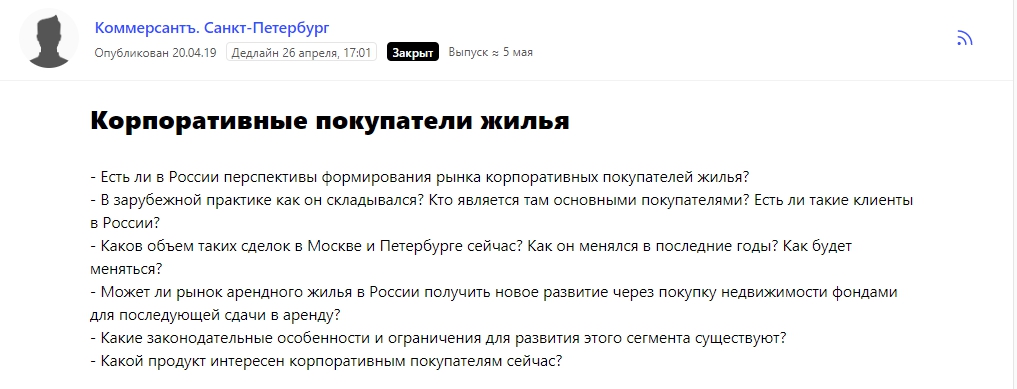 Коммерсантъ. Санкт-Петербург
Опубликован 20.04.19 Дедлайн 26 апреля, 17:01 Закрыт Выпуск ≈ 5 мая
Корпоративные покупатели жилья
- Есть ли в России перспективы формирования рынка корпоративных покупателей жилья?
- В зарубежной практике как он складывался? Кто является там основными покупателями? Есть ли такие клиенты
в России?
- Каков объем таких сделок в Москве и Петербурге сейчас? Как он менялся в последние годы? Как будет
меняться?
- Может ли рынок арендного жилья в России получить новое развитие через покупку недвижимости фондами
для последующей сдачи в аренду?
- Какие законодательные особенности и ограничения для развития этого сегмента существуют?
- Какой продукт интересен корпоративным покупателям сейчас?